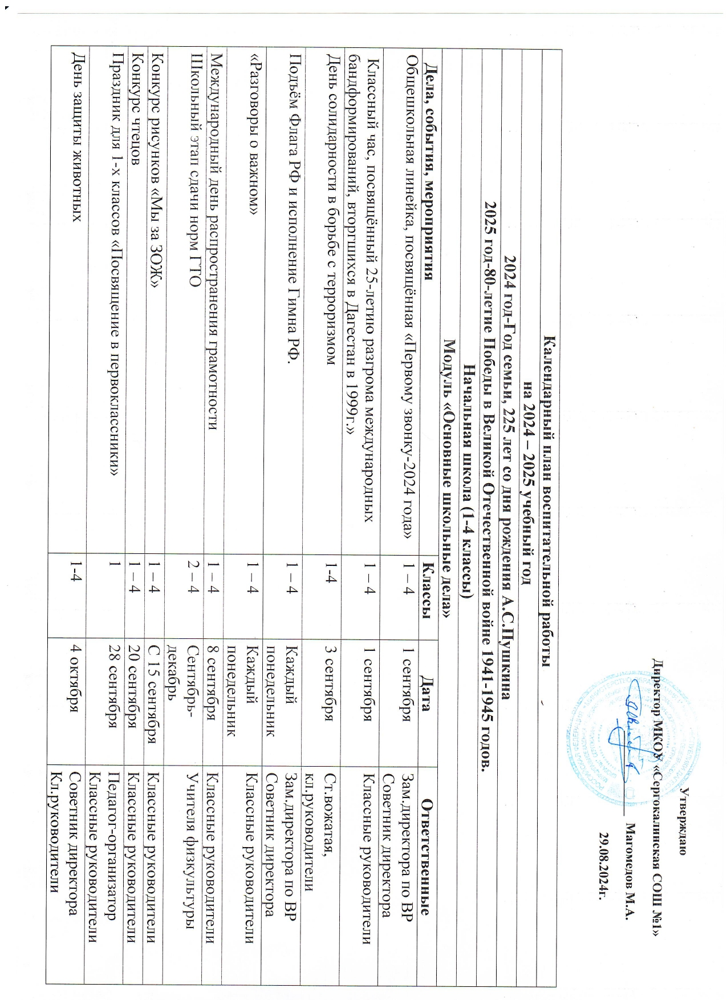 Утверждаю
Директор МКОУ «Сергокалинская СОШ №1»
Магомедов М.А.
29.08.2024г.
Календарный план воспитательной работы
на 2024 – 2025 учебный год
2024 год-Год семьи, 225 лет со дня рождения А.С.Пушкина
2025 год-80-летие Победы в Великой Отечественной войне 1941-1945 годов.
Начальная школа (1-4 классы)
Модуль «Основные школьные дела»
Дела, события, мероприятия Классы Дата Ответственные
Общешкольная линейка, посвящённая «Первому звонку-2024 года» 1 – 4 1 сентября Зам.директора по ВР
Советник директора
Классный час, посвящённый 25-летию разгрома международных 1 – 4 1 сентября Классные руководители
бандформирований, вторгшихся в Дагестан в 1999г.»
День солидарности в борьбе с терроризмом 1-4 3 сентября Ст.вожатая,
кл.руководители
Подъём Флага РФ и исполнение Гимна РФ. 1 – 4 Каждый Зам.директора по ВР
понедельник Советник директора
«Разговоры о важном» 1 – 4 Каждый Классные руководители
понедельник
Международный день распространения грамотности 1 – 4 8 сентября Классные руководители
Школьный этап сдачи норм ГТО 2 – 4 Сентябрь- Учителя физкультуры
декабрь
Конкурс рисунков «Мы за ЗОЖ» 1 – 4 С 15 сентября Классные руководители
Конкурс чтецов 1 – 4 20 сентября Классные руководители
Праздник для 1-х классов «Посвящение в первоклассники» 1 28 сентября Педагог-организатор
Классные руководители
День защиты животных 1-4 4 октября Советник директора
Кл.руководители